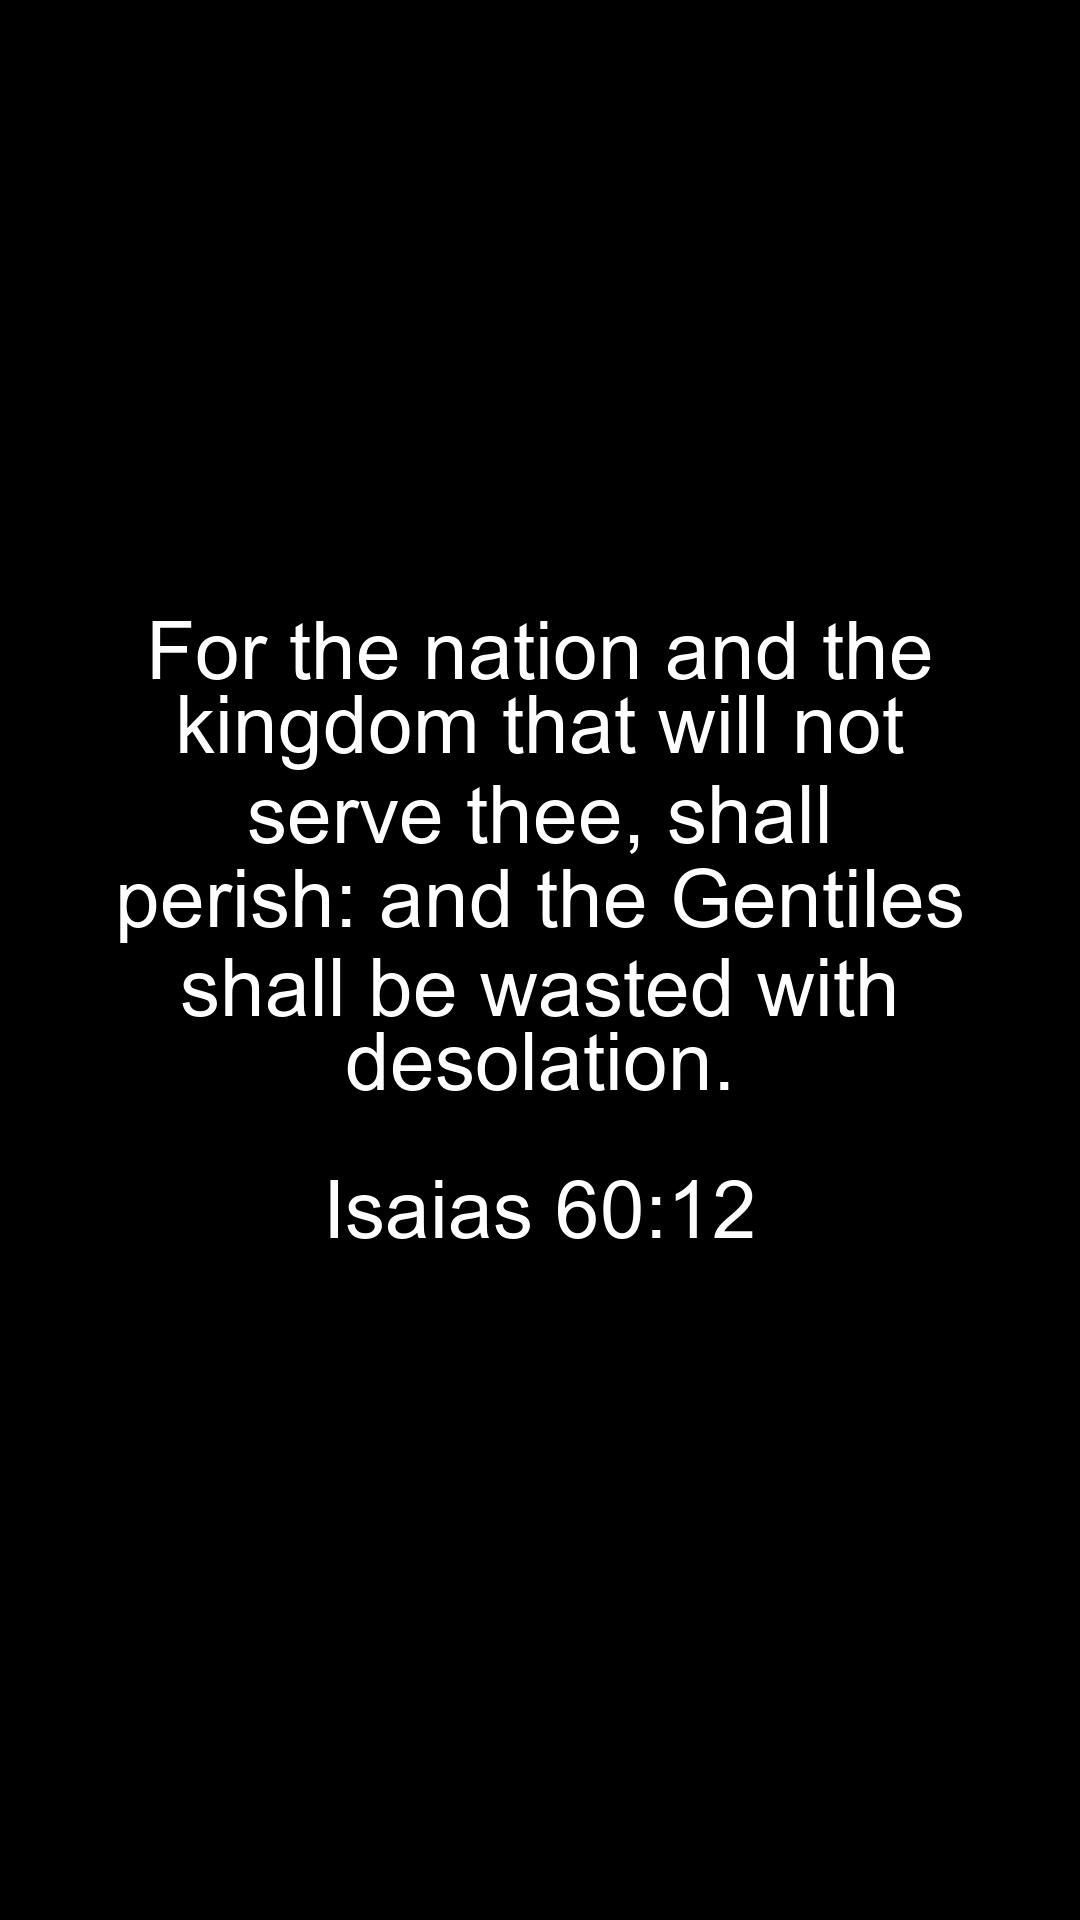 For the nation and the
kingdom that will not
serve thee, shall
perish: and the Gentiles
shall be wasted with
desolation.
Isaias 60:12